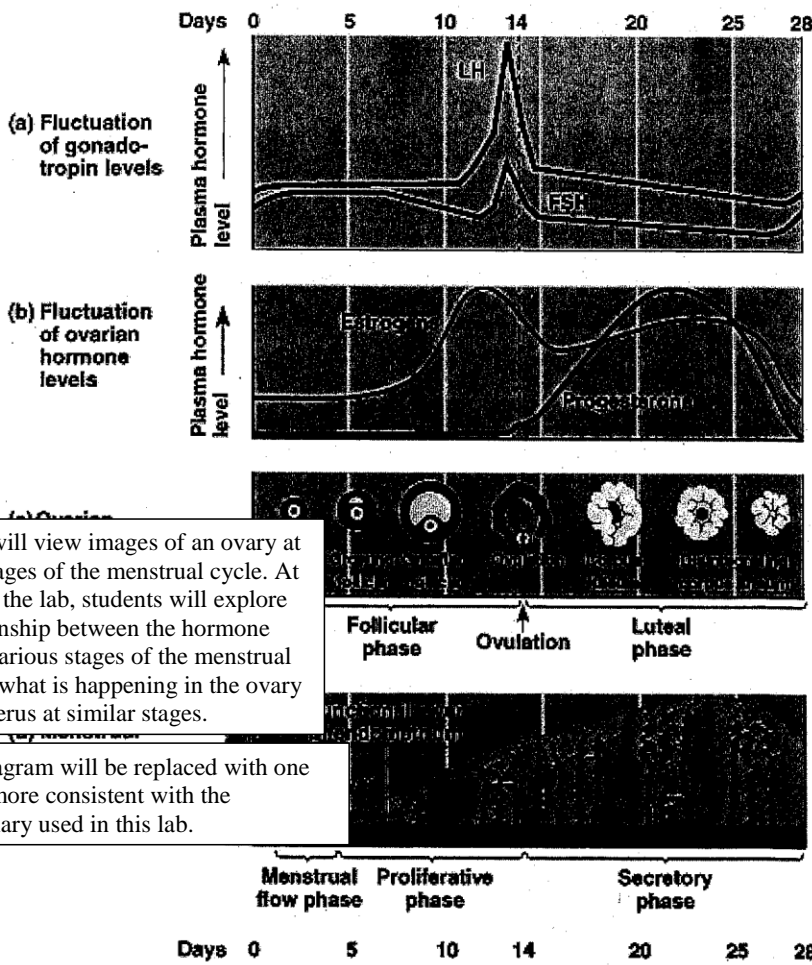 Days 0 5 10 14 20 25 28
(a) Fluctuation
of gonado-
tropin levels
Plasma hormone
level
LH
FSH
(b) Fluctuation
of ovarian
hormone
levels
Plasma hormone
level
Estrogens
Progesterone
(c) Ovarian
will view images of an ovary at
ages of the menstrual cycle. At
the lab, students will explore
nship between the hormone
arious stages of the menstrual
what is happening in the ovary
erus at similar stages.
Follicular
phase
Ovulation
Luteal
phase
Menstrual
agram will be replaced with one
more consistent with the
lary used in this lab.
Menstrual
flow phase
Proliferative
phase
Secretory
phase
Days 0 5 10 14 20 25 28